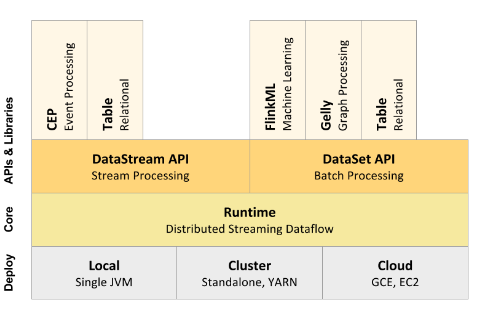 APIs & Libraries
CEP
Event Processing
Table
Relational
FlinkML
Machine Learning
Gelly
Graph Processing
Table
Relational
DataStream API
Stream Processing
DataSet API
Batch Processing
Core
Runtime
Distributed Streaming Dataflow
Deploy
Local
Single JVM
Cluster
Standalone, YARN
Cloud
GCE, EC2